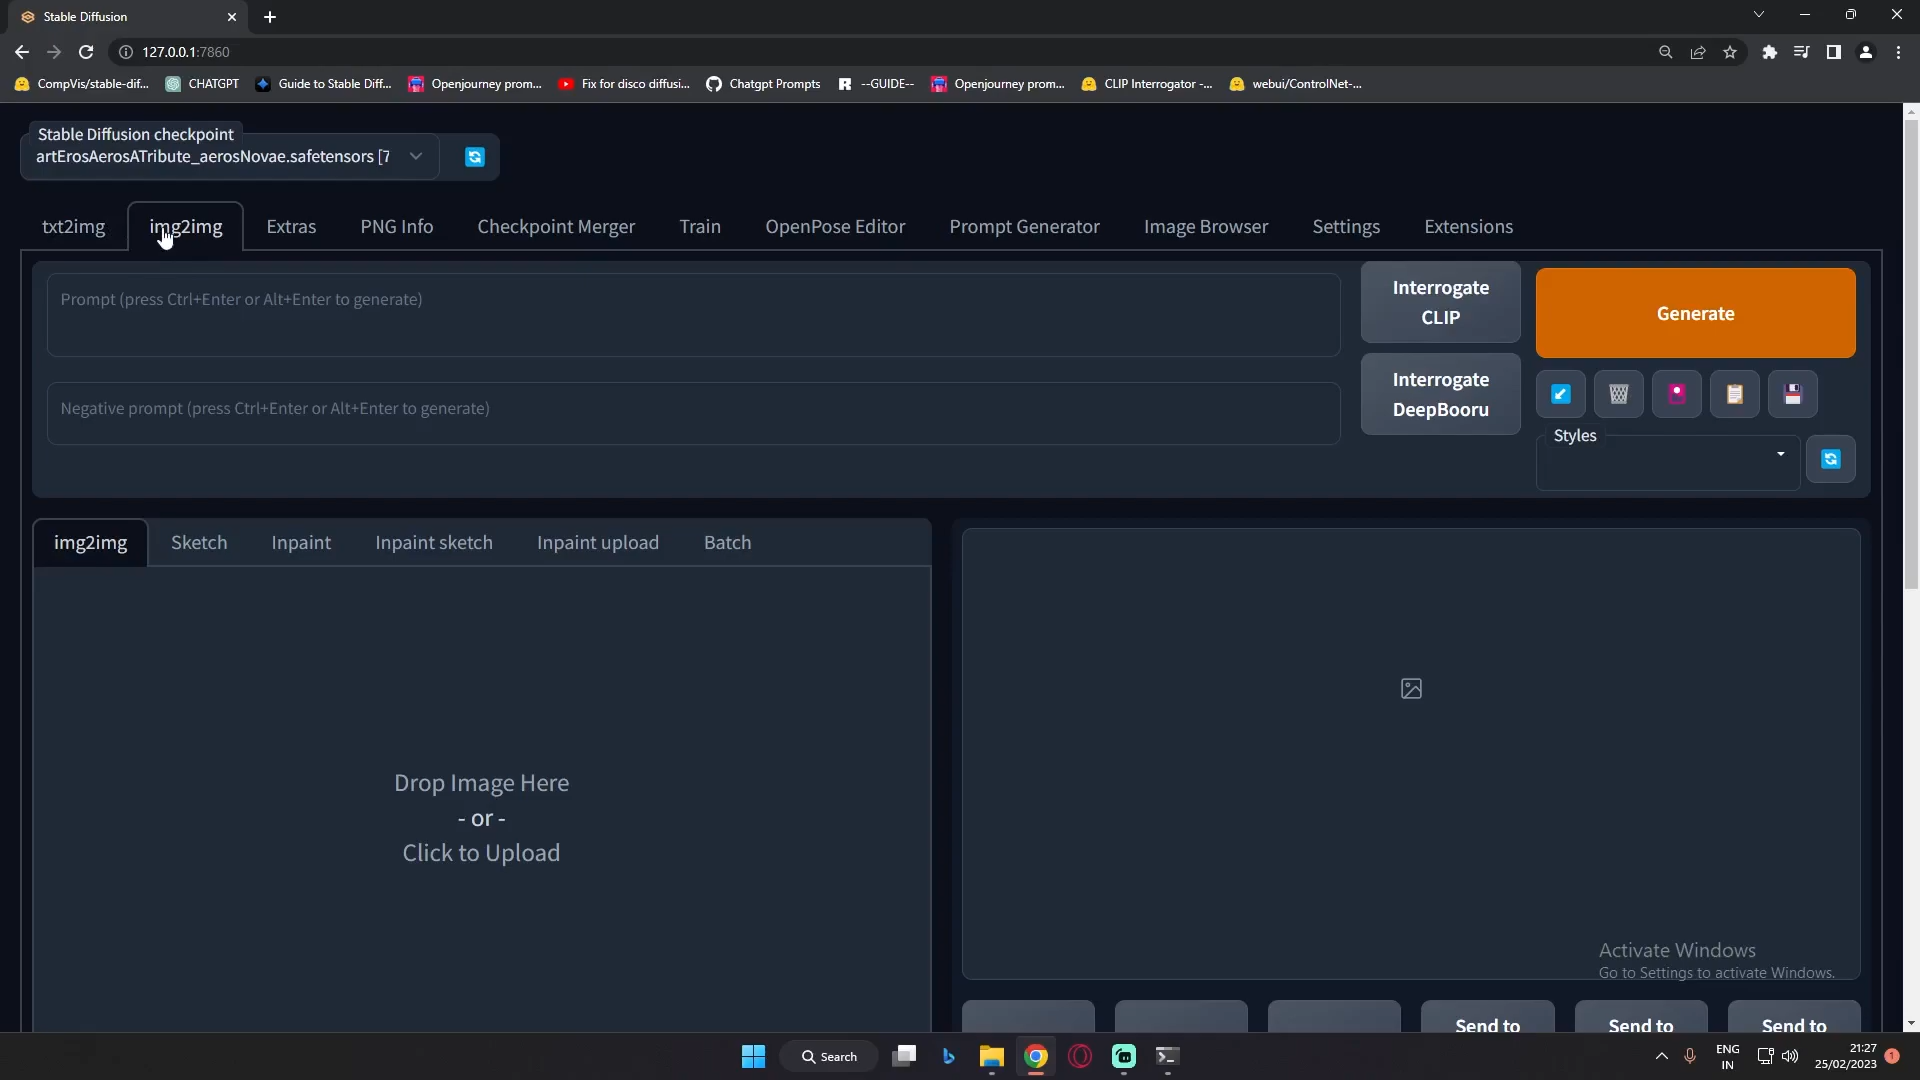 Stable Diffusion
127.0.0.1:7860
CompVis/stable-dif... CHATGPT Guide to Stable Diff... Openjourney prom... Fix for disco diffusi... Chatgpt Prompts --GUIDE-- Openjourney prom... CLIP Interrogator -... webui/ControlNet-...
Stable Diffusion checkpoint
artErosAerosATribute_aerosNovae.safetensors [7
txt2img img2img Extras PNG Info Checkpoint Merger Train OpenPose Editor Prompt Generator Image Browser Settings Extensions
Prompt (press Ctrl+Enter or Alt+Enter to generate)
Interrogate
CLIP
Generate
Negative prompt (press Ctrl+Enter or Alt+Enter to generate)
Interrogate
DeepBooru
Styles
img2img Sketch Inpaint Inpaint sketch Inpaint upload Batch
Drop Image Here
- or -
Click to Upload
Activate Windows
Go to Settings to activate Windows.
Send to Send to Send to
Search
ENG
IN
21:27
25/02/2023
1